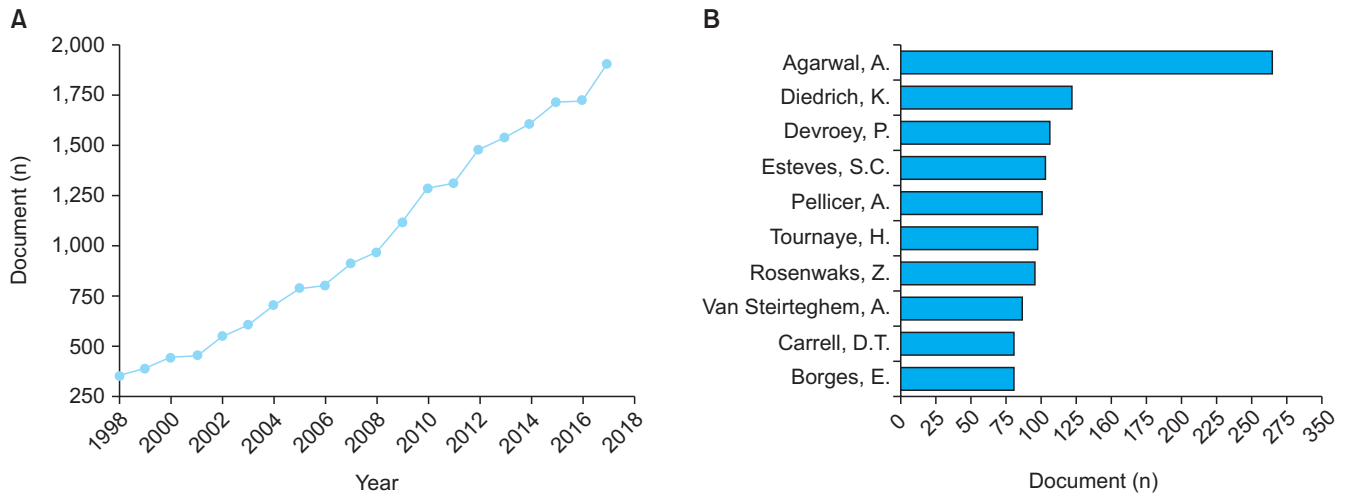 A
2,000
1,750
1,500
1,250
1,000
750
500
250
Document (n)
1998
2000
2002
2004
2006
2008
2010
2012
2014
2016
2018
Year
B
Agarwal, A.
Diedrich, K.
Devroey, P.
Esteves, S.C.
Pellicer, A.
Tournaye, H.
Rosenwaks, Z.
Van Steirteghem, A.
Carrell, D.T.
Borges, E.
0
25
50
75
100
125
160
175
200
225
250
275
350
Document (n)